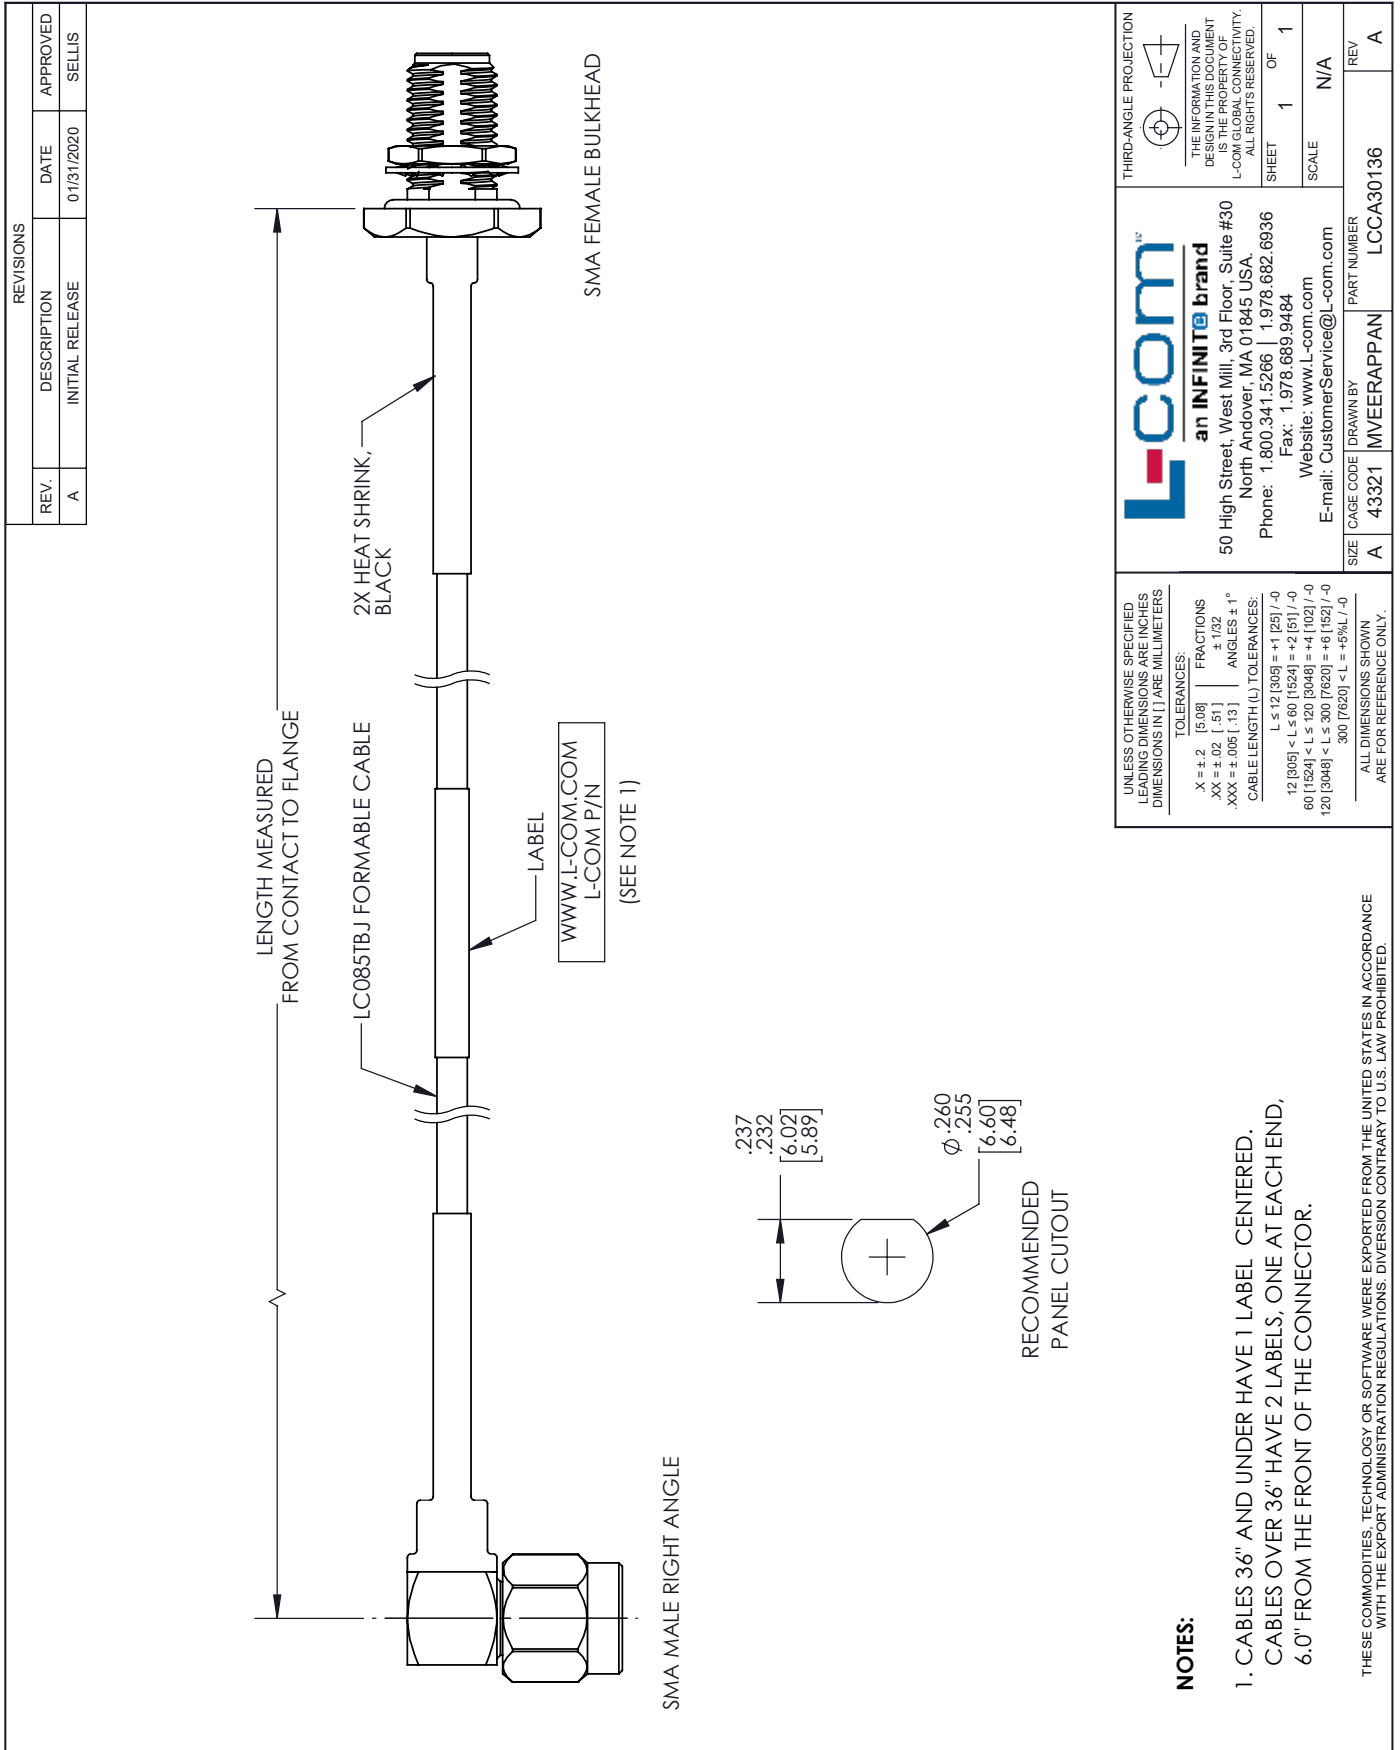 REVISIONS
REV. DESCRIPTION DATE APPROVED
A INITIAL RELEASE 01/31/2020 SELLIS
LENGTH MEASURED
FROM CONTACT TO FLANGE
LC085TBJ FORMABLE CABLE
2X HEAT SHRINK,
BLACK
LABEL
WWW.L-COM.COM
L-COM P/N
(SEE NOTE 1)
SMA FEMALE BULKHEAD
SMA MALE RIGHT ANGLE
.237
.232
[6.02]
[5.89]
Ø .260
.255
[6.60]
[6.48]
RECOMMENDED
PANEL CUTOUT
NOTES:
1. CABLES 36" AND UNDER HAVE 1 LABEL CENTERED.
CABLES OVER 36" HAVE 2 LABELS, ONE AT EACH END,
6.0" FROM THE FRONT OF THE CONNECTOR.
THESE COMMODITIES, TECHNOLOGY OR SOFTWARE WERE EXPORTED FROM THE UNITED STATES IN ACCORDANCE
WITH THE EXPORT ADMINISTRATION REGULATIONS. DIVERSION CONTRARY TO U.S. LAW PROHIBITED.
UNLESS OTHERWISE SPECIFIED
LEADING DIMENSIONS ARE INCHES
DIMENSIONS IN [ ] ARE MILLIMETERS
TOLERANCES:
.X = ±.2 [5.08] FRACTIONS
.XX = ±.02 [.51] ± 1/32
.XXX = ±.005 [.13] ANGLES ± 1°
CABLE LENGTH (L) TOLERANCES:
L ≤ 12 [305] = +1 [25] / -0
12 [305] < L ≤ 60 [1524] = +2 [51] / -0
60 [1524] < L ≤ 120 [3048] = +4 [102] / -0
120 [3048] < L ≤ 300 [7620] = +6 [152] / -0
300 [7620] < L = +5%L / -0
ALL DIMENSIONS SHOWN
ARE FOR REFERENCE ONLY.
L-com
an INFINIT@ brand
50 High Street, West Mill, 3rd Floor, Suite #30
North Andover, MA 01845 USA.
Phone: 1.800.341.5266 | 1.978.682.6936
Fax: 1.978.689.9484
Website: www.L-com.com
E-mail: CustomerService@L-com.com
THIRD-ANGLE PROJECTION
THE INFORMATION AND
DESIGN IN THIS DOCUMENT
IS THE PROPERTY OF
L-COM GLOBAL CONNECTIVITY.
ALL RIGHTS RESERVED.
SHEET 1 OF 1
SCALE N/A
SIZE A
CAGE CODE 43321
DRAWN BY MVEERAPPAN
PART NUMBER LCCA30136
REV A